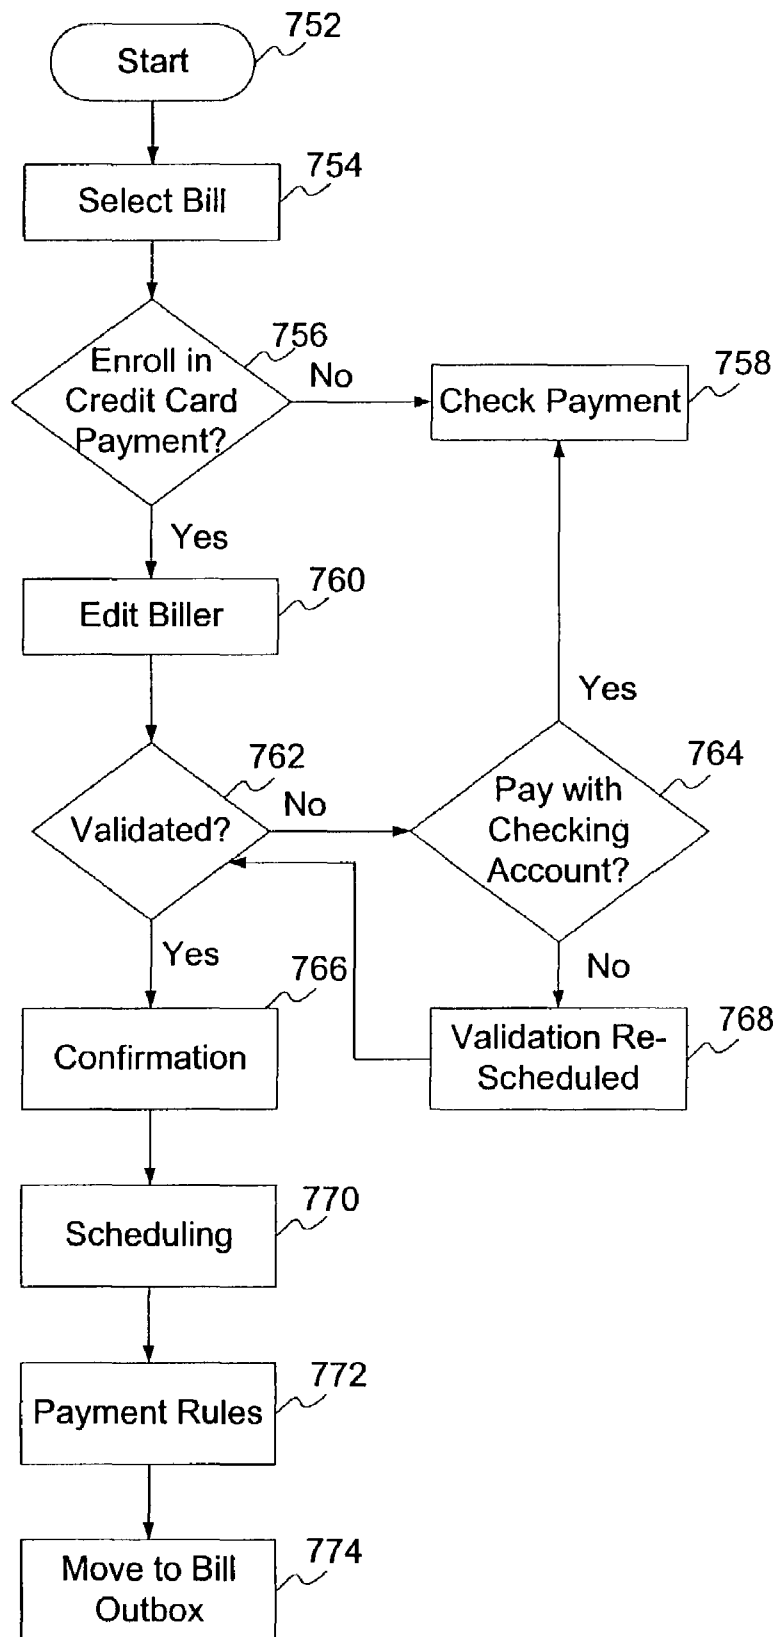 752
Start
754
Select Bill
756
Enroll in
Credit Card
Payment?
No
758
Check Payment
Yes
760
Edit Biller
Yes
762
Validated?
No
764
Pay with
Checking
Account?
Yes
766
Confirmation
No
768
Validation Re-
Scheduled
770
Scheduling
772
Payment Rules
774
Move to Bill
Outbox